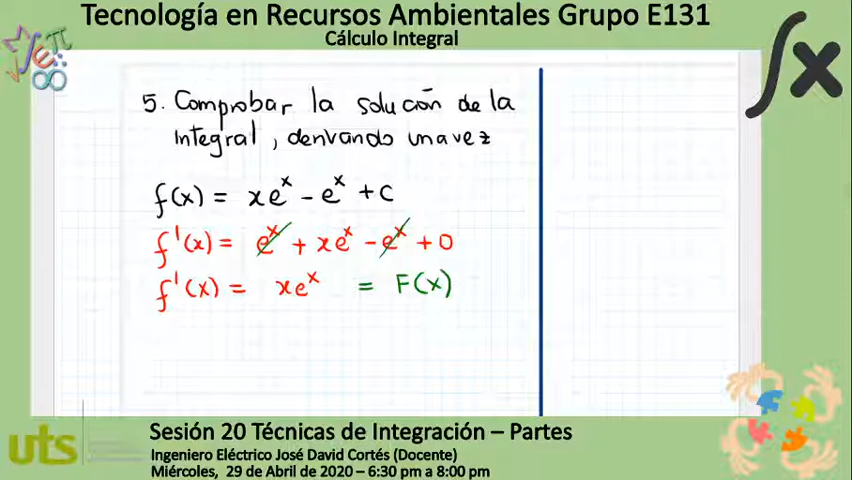 Tecnología en Recursos Ambientales Grupo E131
Cálculo Integral
5. Comprobar la solución de la
Integral, derivando una vez
f(x) = xe^x - e^x + C
f'(x) = e^x + xe^x - e^x + 0
f'(x) = xe^x = F(x)
uts
Sesión 20 Técnicas de Integración – Partes
Ingeniero Eléctrico José David Cortés (Docente)
Miércoles, 29 de Abril de 2020 – 6:30 pm a 8:00 pm